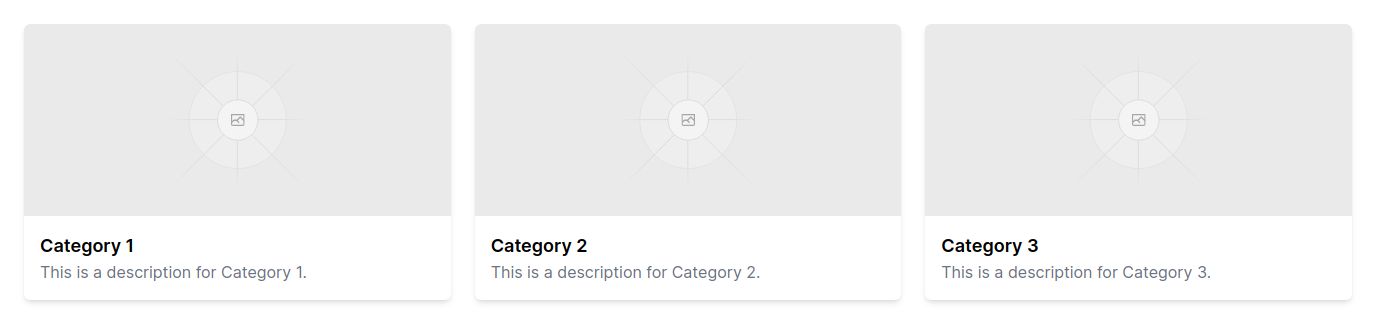 Category 1
This is a description for Category 1.
Category 2
This is a description for Category 2.
Category 3
This is a description for Category 3.